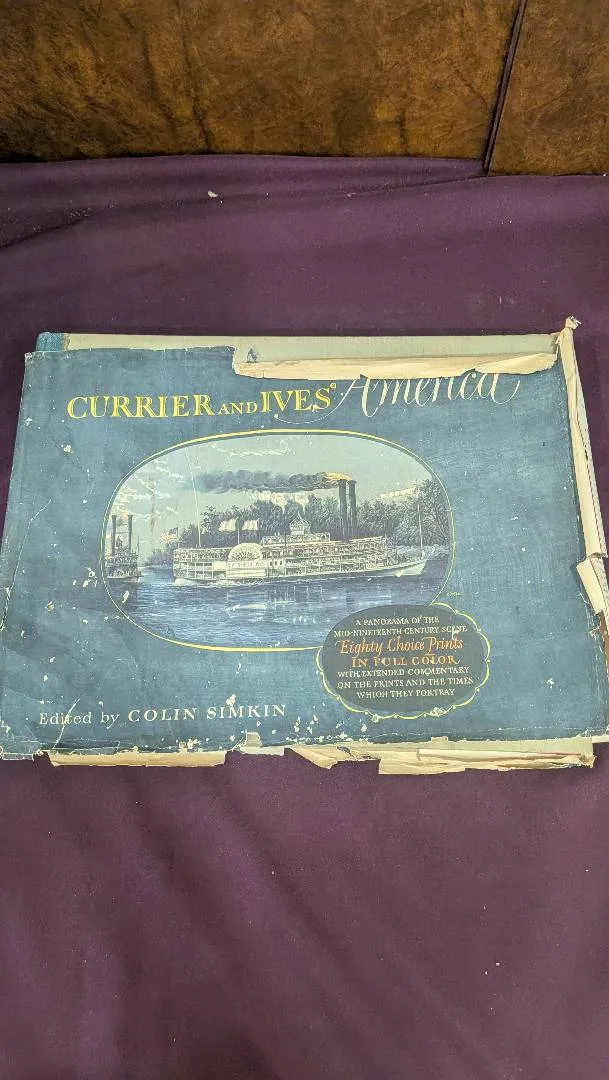 CURRIER AND IVES' America
A PANORAMA OF THE
MID-NINETEENTH CENTURY SCENE
Eighty Choice Prints
IN FULL COLOR
WITH EXTENDED COMMENTARY
ON THE PRINTS AND THE TIMES
WHICH THEY PORTRAY
Edited by COLIN SIMKIN